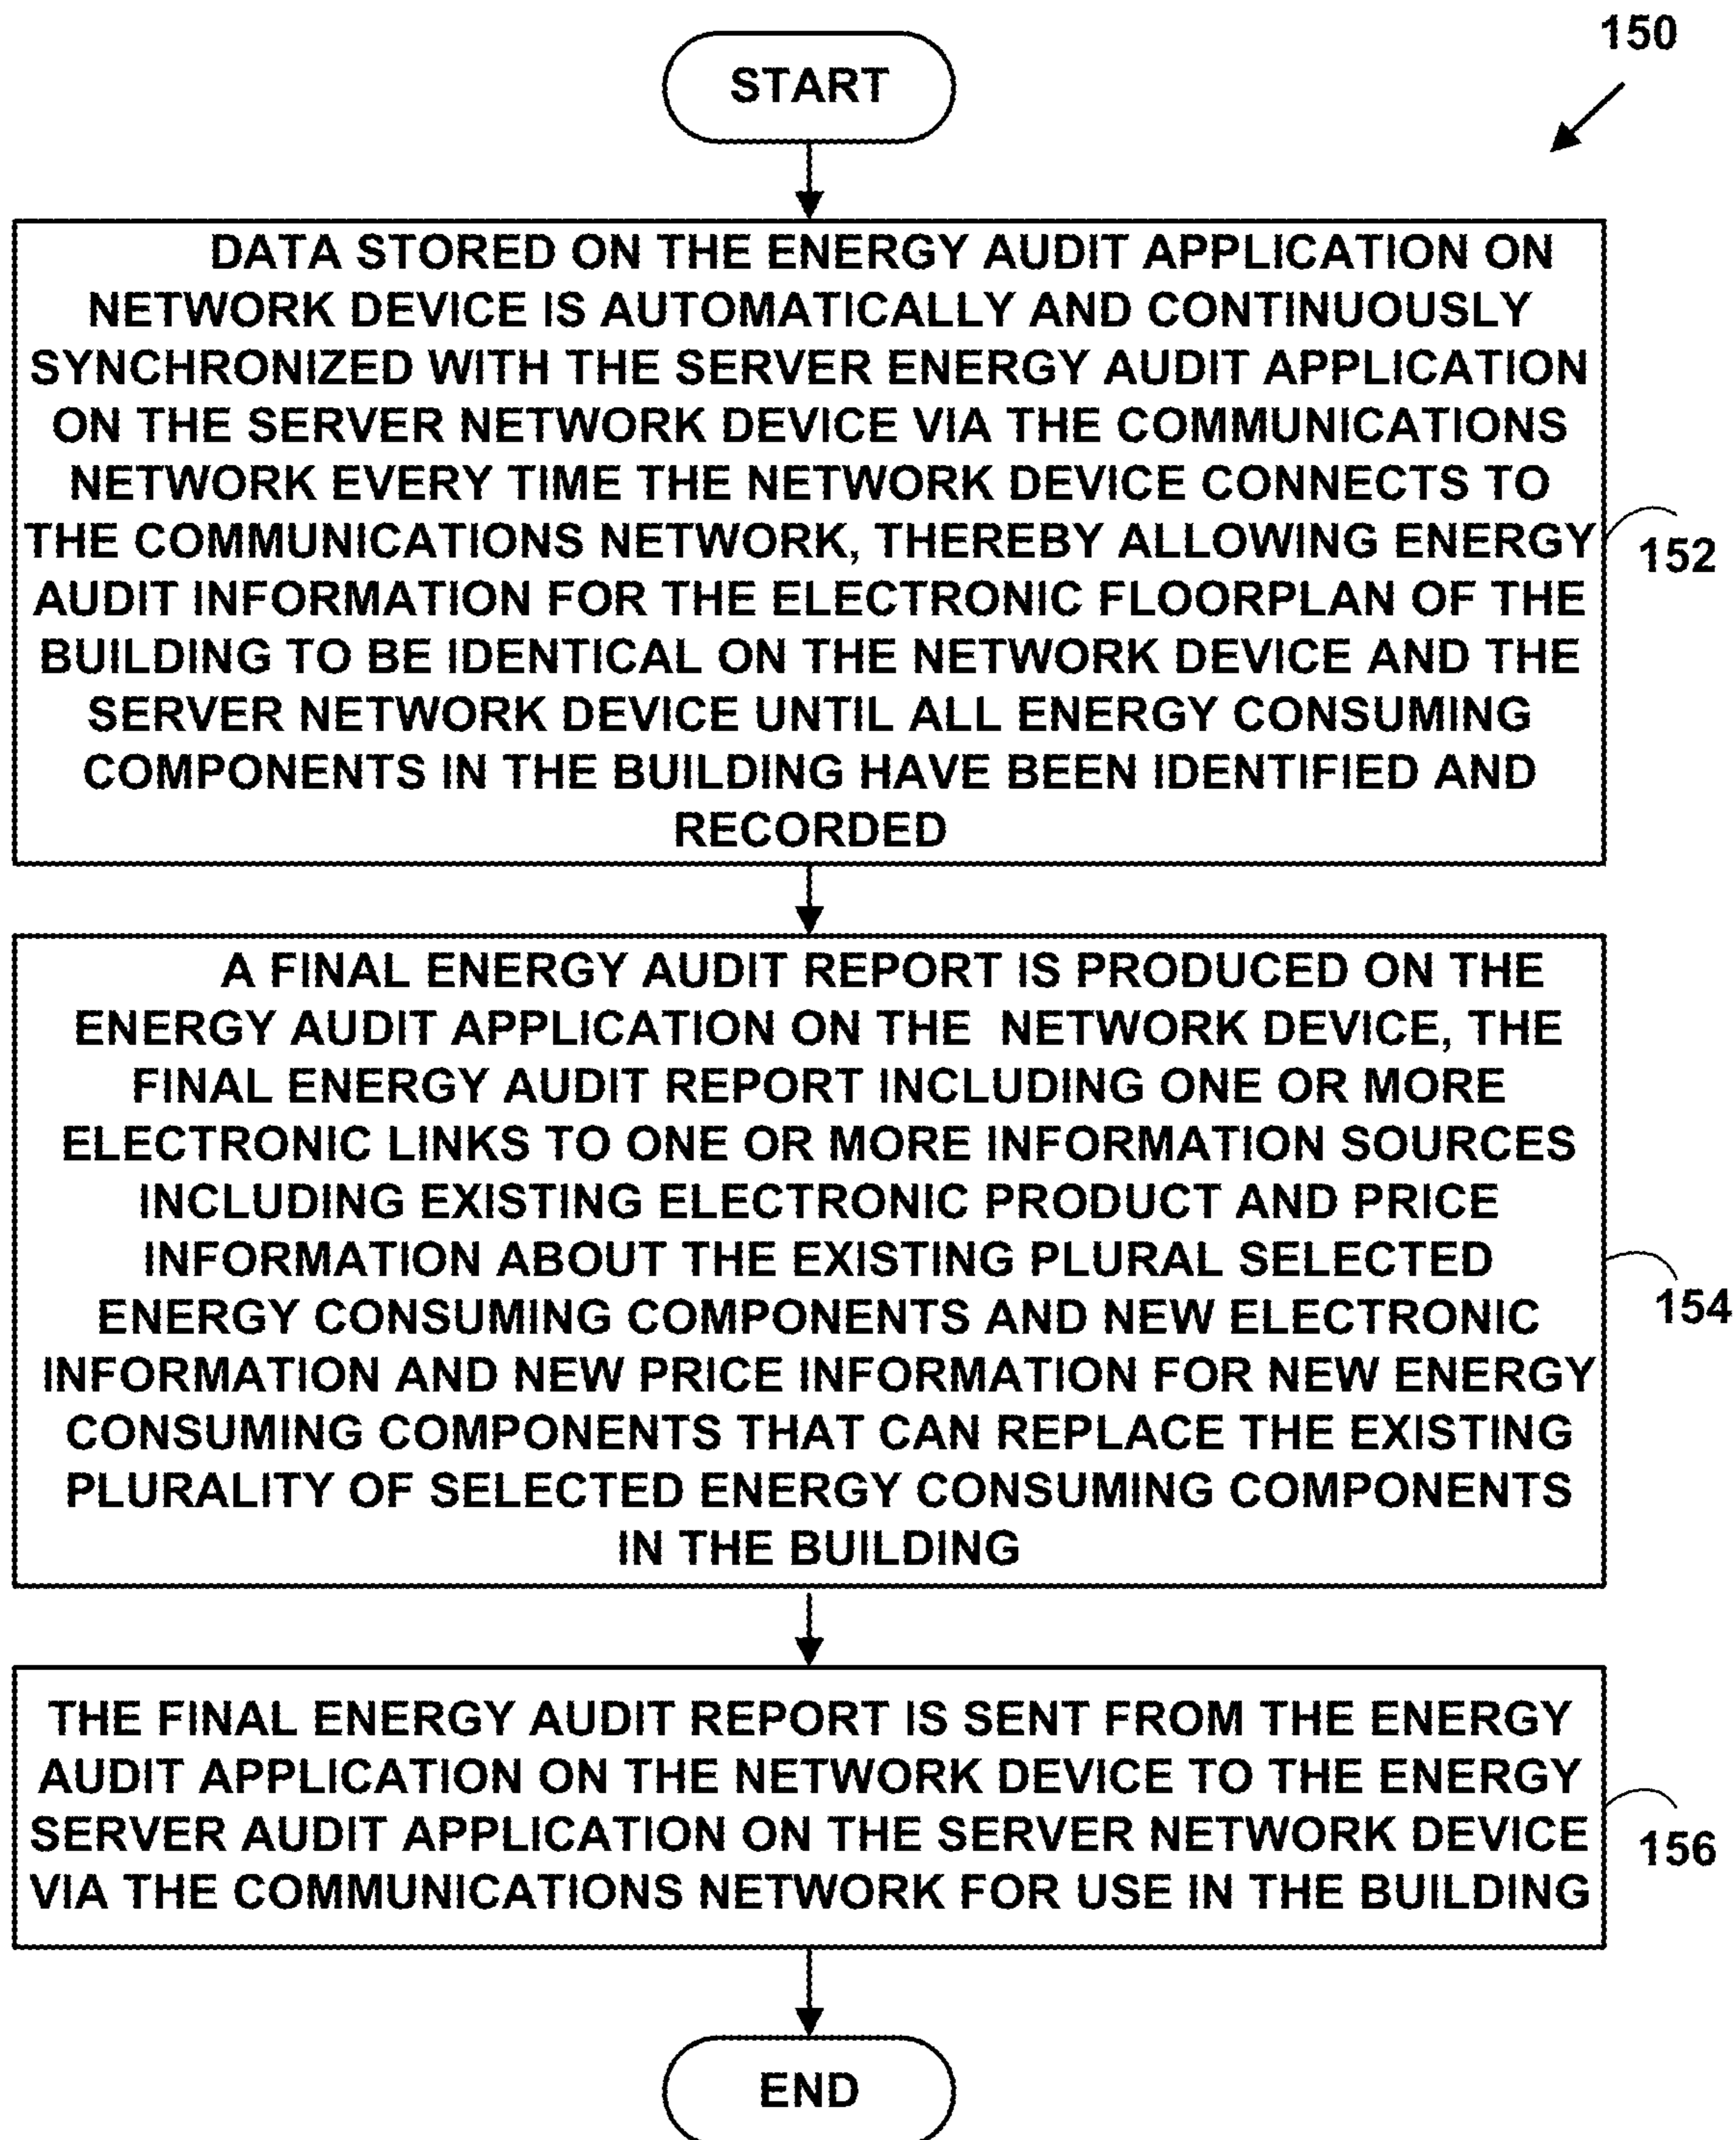 150
START
DATA STORED ON THE ENERGY AUDIT APPLICATION ON
NETWORK DEVICE IS AUTOMATICALLY AND CONTINUOUSLY
SYNCHRONIZED WITH THE SERVER ENERGY AUDIT APPLICATION
ON THE SERVER NETWORK DEVICE VIA THE COMMUNICATIONS
NETWORK EVERY TIME THE NETWORK DEVICE CONNECTS TO
THE COMMUNICATIONS NETWORK, THEREBY ALLOWING ENERGY
AUDIT INFORMATION FOR THE ELECTRONIC FLOORPLAN OF THE
BUILDING TO BE IDENTICAL ON THE NETWORK DEVICE AND THE
SERVER NETWORK DEVICE UNTIL ALL ENERGY CONSUMING
COMPONENTS IN THE BUILDING HAVE BEEN IDENTIFIED AND
RECORDED
152
A FINAL ENERGY AUDIT REPORT IS PRODUCED ON THE
ENERGY AUDIT APPLICATION ON THE NETWORK DEVICE, THE
FINAL ENERGY AUDIT REPORT INCLUDING ONE OR MORE
ELECTRONIC LINKS TO ONE OR MORE INFORMATION SOURCES
INCLUDING EXISTING ELECTRONIC PRODUCT AND PRICE
INFORMATION ABOUT THE EXISTING PLURAL SELECTED
ENERGY CONSUMING COMPONENTS AND NEW ELECTRONIC
INFORMATION AND NEW PRICE INFORMATION FOR NEW ENERGY
CONSUMING COMPONENTS THAT CAN REPLACE THE EXISTING
PLURALITY OF SELECTED ENERGY CONSUMING COMPONENTS
IN THE BUILDING
154
THE FINAL ENERGY AUDIT REPORT IS SENT FROM THE ENERGY
AUDIT APPLICATION ON THE NETWORK DEVICE TO THE ENERGY
SERVER AUDIT APPLICATION ON THE SERVER NETWORK DEVICE
VIA THE COMMUNICATIONS NETWORK FOR USE IN THE BUILDING
156
END